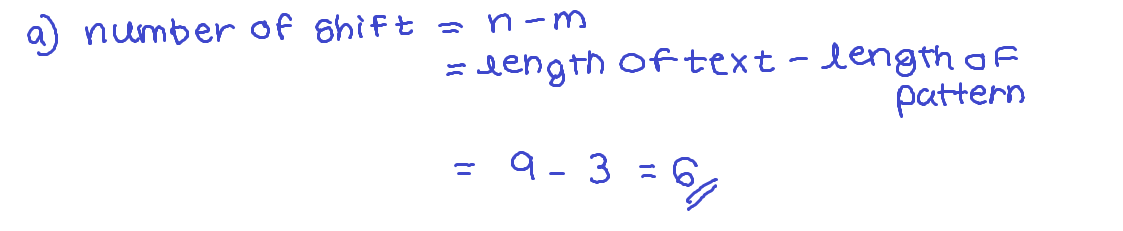 a) number of shift = n - m
= length of text - length of
pattern
= 9 - 3 = 6